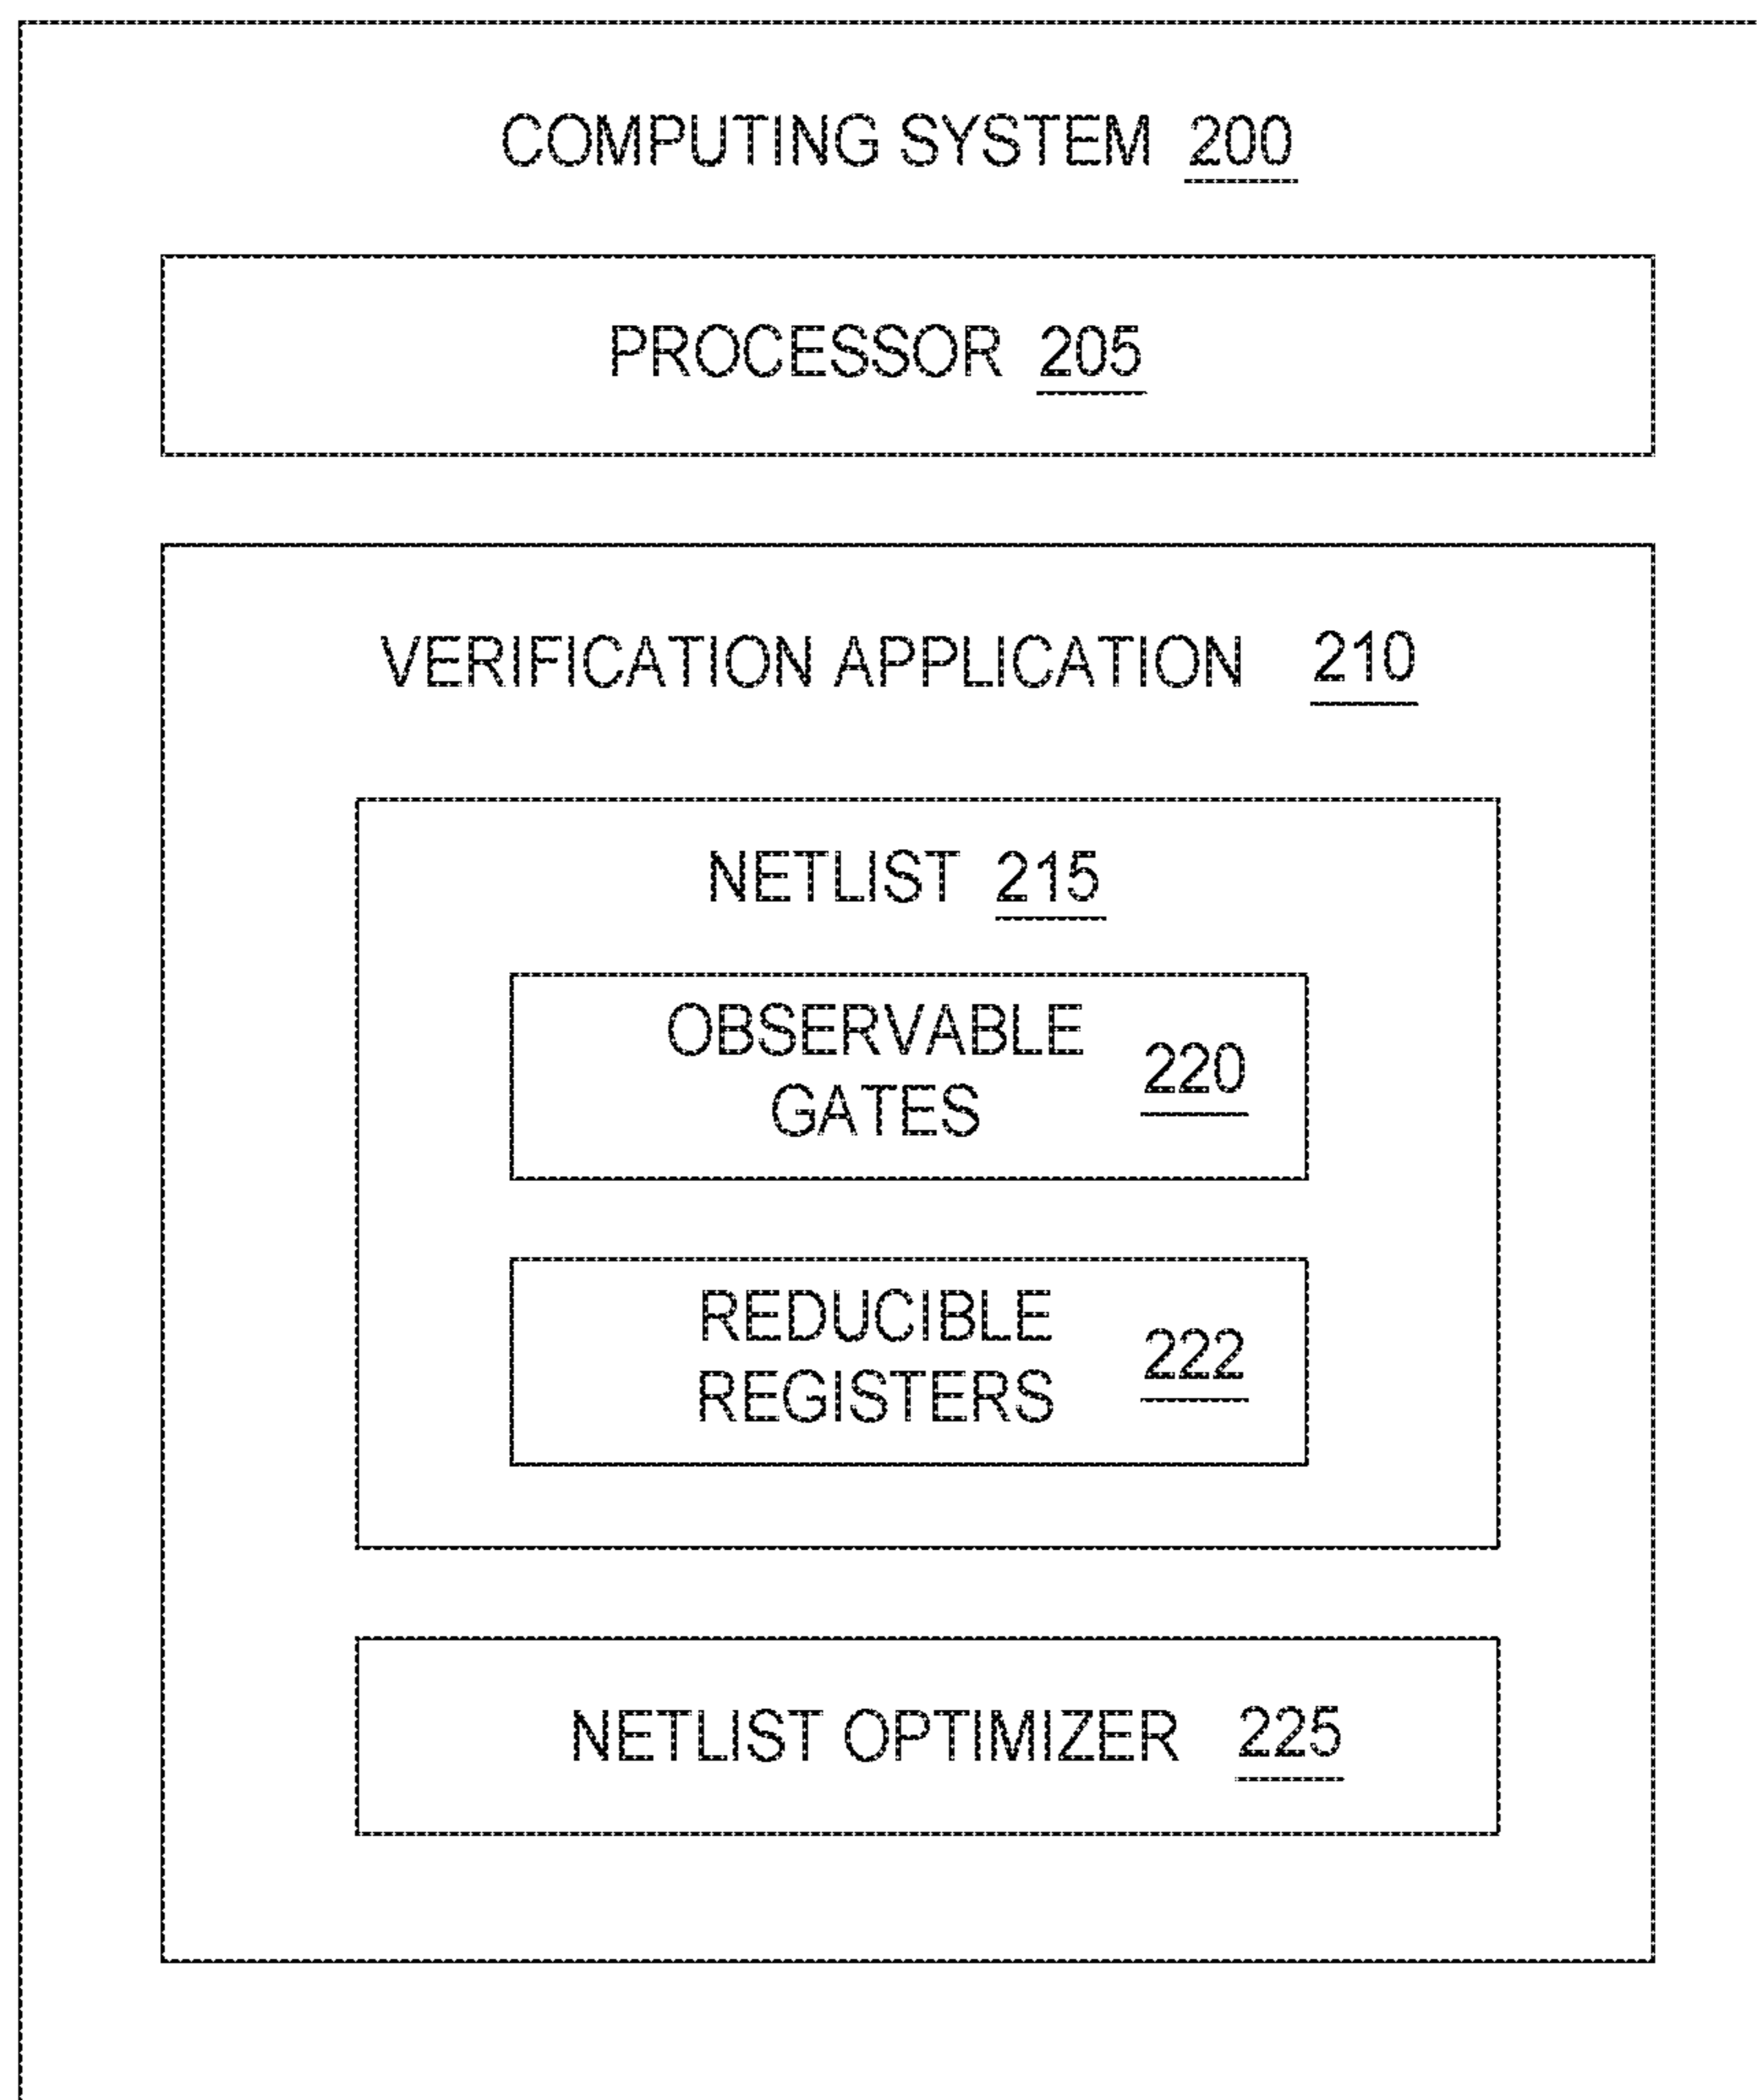 COMPUTING SYSTEM 200
PROCESSOR 205
VERIFICATION APPLICATION 210
NETLIST 215
OBSERVABLE
GATES 220
REDUCIBLE
REGISTERS 222
NETLIST OPTIMIZER 225